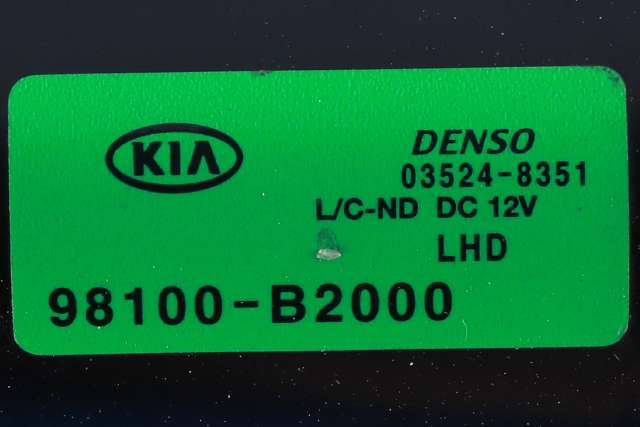 KIA
DENSO
03524-8351
L/C-ND DC 12V
LHD
98100-B2000